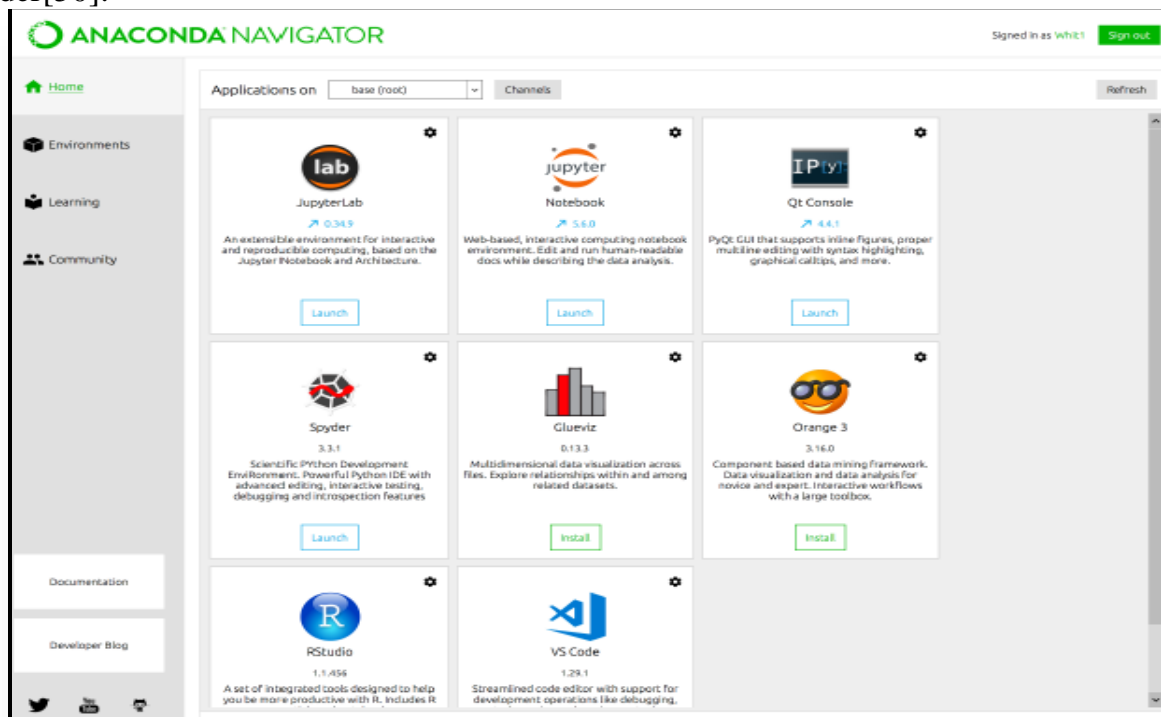 ANACONDA NAVIGATOR
Signed in as Whit1
Sign out
Home
Environments
Learning
Community
Documentation
Developer Blog
You
Tube
Applications on
base (root)
Channels
Refresh
lab
JupyterLab
0.34.9
An extensible environment for interactive
and reproducible computing, based on the
Jupyter Notebook and Architecture.
Launch
jupyter
Notebook
5.6.0
Web-based, interactive computing notebook
environment. Edit and run human-readable
docs while describing the data analysis.
Launch
IP[y]:
Qt Console
4.4.1
PyQt GUI that supports inline figures, proper
multiline editing with syntax highlighting,
graphical calltips, and more.
Launch
Spyder
3.3.1
Scientific PYthon Development
EnviRonment. Powerful Python IDE with
advanced editing, interactive testing,
debugging and introspection features
Launch
Glueviz
0.13.3
Multidimensional data visualization across
files. Explore relationships within and among
related datasets.
Install
Orange 3
3.16.0
Component based data mining framework.
Data visualization and data analysis for
novice and expert. Interactive workflows
with a large toolbox.
Install
R
RStudio
1.1.456
A set of integrated tools designed to help
you be more productive with R. Includes R
VS Code
1.29.1
Streamlined code editor with support for
development operations like debugging,